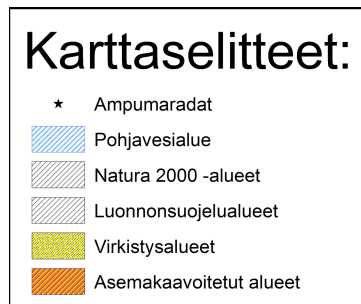 Karttaselitteet:
Ampumaradat
Pohjavesialue
Natura 2000 -alueet
Luonnonsuojelualueet
Virkistysalueet
Asemakaavoitetut alueet